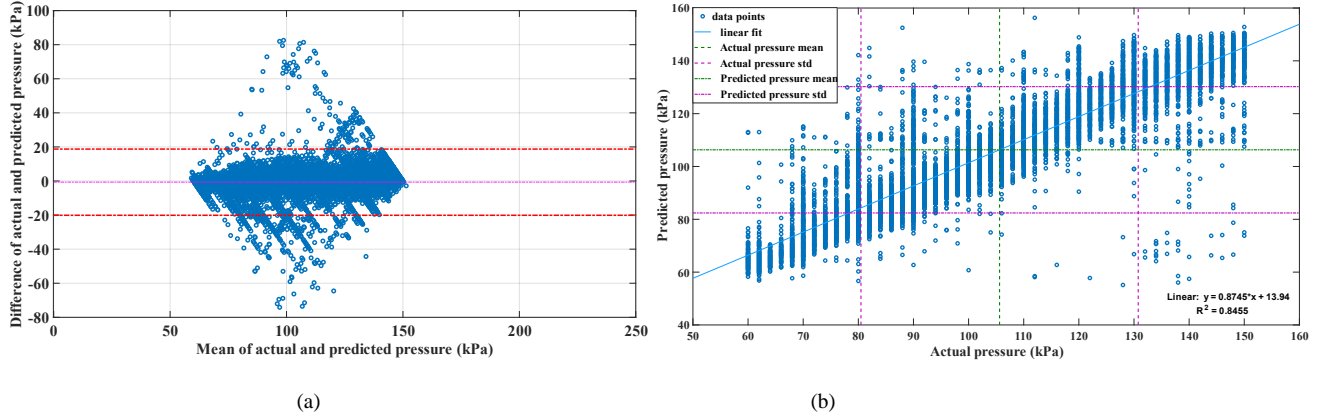 100
80
60
40
20
0
-20
-40
-60
-80
0
50
100
150
200
250
Difference of actual and predicted pressure (kPa)
Mean of actual and predicted pressure (kPa)
(a)
160
140
120
100
80
60
40
50
60
70
80
90
100
110
120
130
140
150
160
Predicted pressure (kPa)
Actual pressure (kPa)
data points
linear fit
Actual pressure mean
Actual pressure std
Predicted pressure mean
Predicted pressure std
Linear: y = 0.8745*x + 13.94
R² = 0.8455
(b)